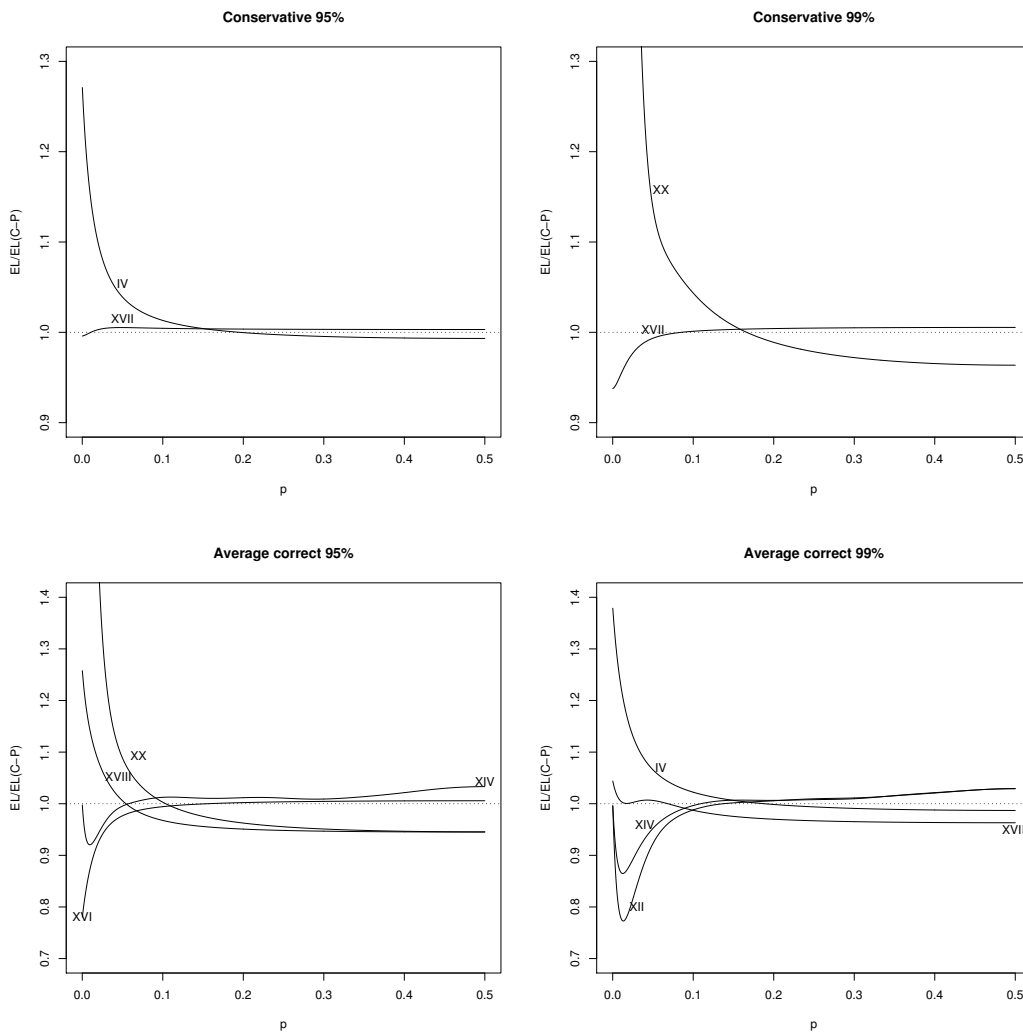 Conservative 95%
EL/EL(C−P)
1.3
1.2
1.1
1.0
0.9
IV
XVII
0.0 0.1 0.2 0.3 0.4 0.5
p
Conservative 99%
EL/EL(C−P)
1.3
1.2
1.1
1.0
0.9
XX
XVII
0.0 0.1 0.2 0.3 0.4 0.5
p
Average correct 95%
EL/EL(C−P)
1.4
1.3
1.2
1.1
1.0
0.9
0.8
0.7
XX
XVIII
XIV
XVI
0.0 0.1 0.2 0.3 0.4 0.5
p
Average correct 99%
EL/EL(C−P)
1.4
1.3
1.2
1.1
1.0
0.9
0.8
0.7
IV
XIV
XII
0.0 0.1 0.2 0.3 0.4 0.5
p